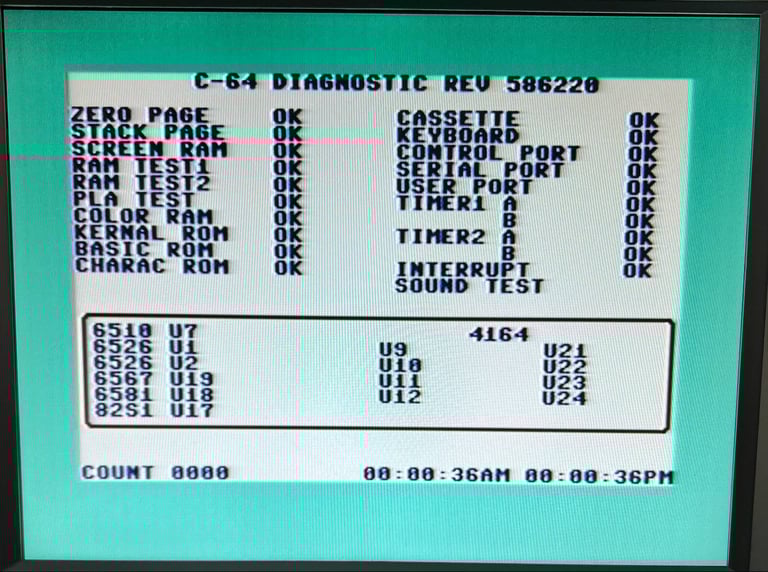 C-64 DIAGNOSTIC REV 586220
ZERO PAGE OK
STACK PAGE OK
SCREEN RAM OK
RAM TEST1 OK
RAM TEST2 OK
PLA TEST OK
COLOR RAM OK
KERNAL ROM OK
BASIC ROM OK
CHARAC ROM OK
CASSETTE OK
KEYBOARD OK
CONTROL PORT OK
SERIAL PORT OK
USER PORT OK
TIMER1 A OK
B OK
TIMER2 A OK
B OK
INTERRUPT OK
SOUND TEST
6510 U7
6526 U1
6526 U2
6567 U19
6581 U18
82S1 U17
4164
U9 U21
U10 U22
U11 U23
U12 U24
COUNT 0000 00:00:36AM 00:00:36PM